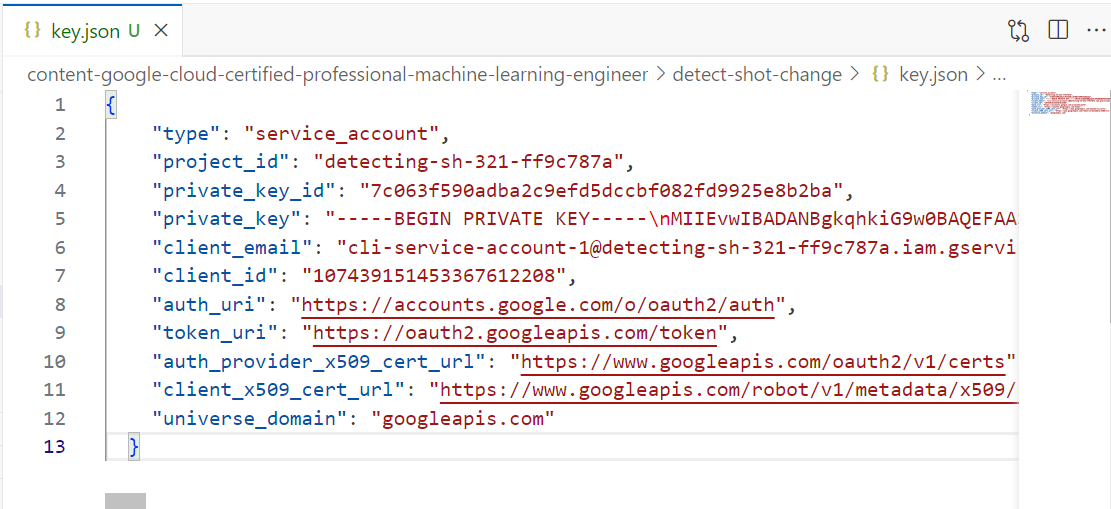 {} key.json U ×
content-google-cloud-certified-professional-machine-learning-engineer > detect-shot-change > {} key.json > ...
1 {
2 "type": "service_account",
3 "project_id": "detecting-sh-321-ff9c787a",
4 "private_key_id": "7c063f590adba2c9efd5dccbf082fd9925e8b2ba",
5 "private_key": "-----BEGIN PRIVATE KEY-----\nMIIEvwIBADANBgkqhkiG9w0BAQEFAA
6 "client_email": "cli-service-account-1@detecting-sh-321-ff9c787a.iam.gservi
7 "client_id": "107439151453367612208",
8 "auth_uri": "https://accounts.google.com/o/oauth2/auth",
9 "token_uri": "https://oauth2.googleapis.com/token",
10 "auth_provider_x509_cert_url": "https://www.googleapis.com/oauth2/v1/certs"
11 "client_x509_cert_url": "https://www.googleapis.com/robot/v1/metadata/x509/
12 "universe_domain": "googleapis.com"
13 }